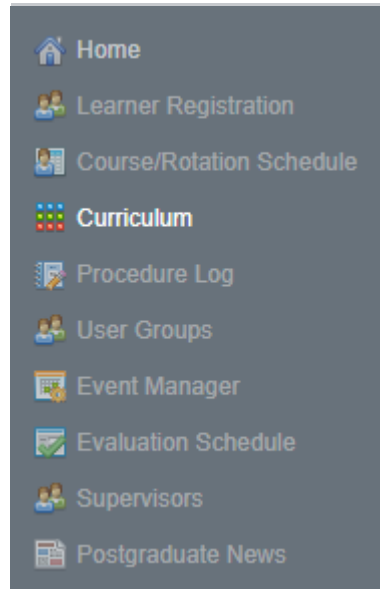 Home
Learner Registration
Course/Rotation Schedule
Curriculum
Procedure Log
User Groups
Event Manager
Evaluation Schedule
Supervisors
Postgraduate News